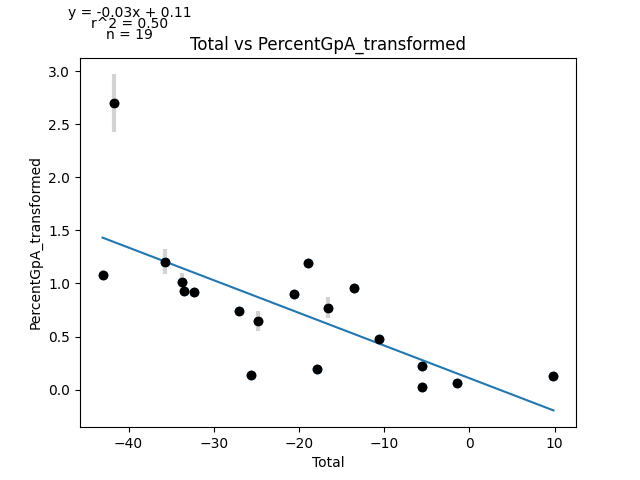 y = -0.03x + 0.11
r^2 = 0.50
n = 19
Total vs PercentGpA_transformed
3.0
2.5
2.0
1.5
1.0
0.5
0.0
PercentGpA_transformed
−40
−30
−20
−10
0
10
Total